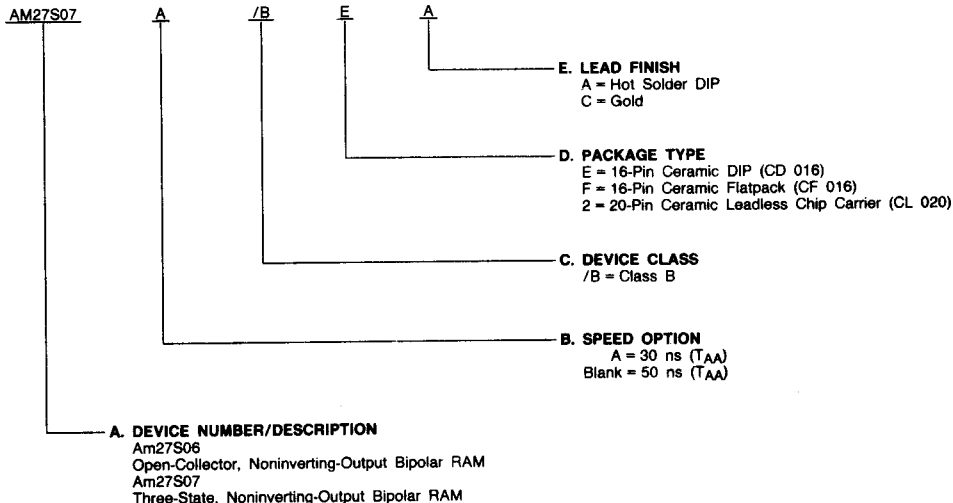 AM27S07 A /B E A
E. LEAD FINISH
A = Hot Solder DIP
C = Gold
D. PACKAGE TYPE
E = 16-Pin Ceramic DIP (CD 016)
F = 16-Pin Ceramic Flatpack (CF 016)
2 = 20-Pin Ceramic Leadless Chip Carrier (CL 020)
C. DEVICE CLASS
/B = Class B
B. SPEED OPTION
A = 30 ns (TAA)
Blank = 50 ns (TAA)
A. DEVICE NUMBER/DESCRIPTION
Am27S06
Open-Collector, Noninverting-Output Bipolar RAM
Am27S07
Three-State, Noninverting-Output Bipolar RAM